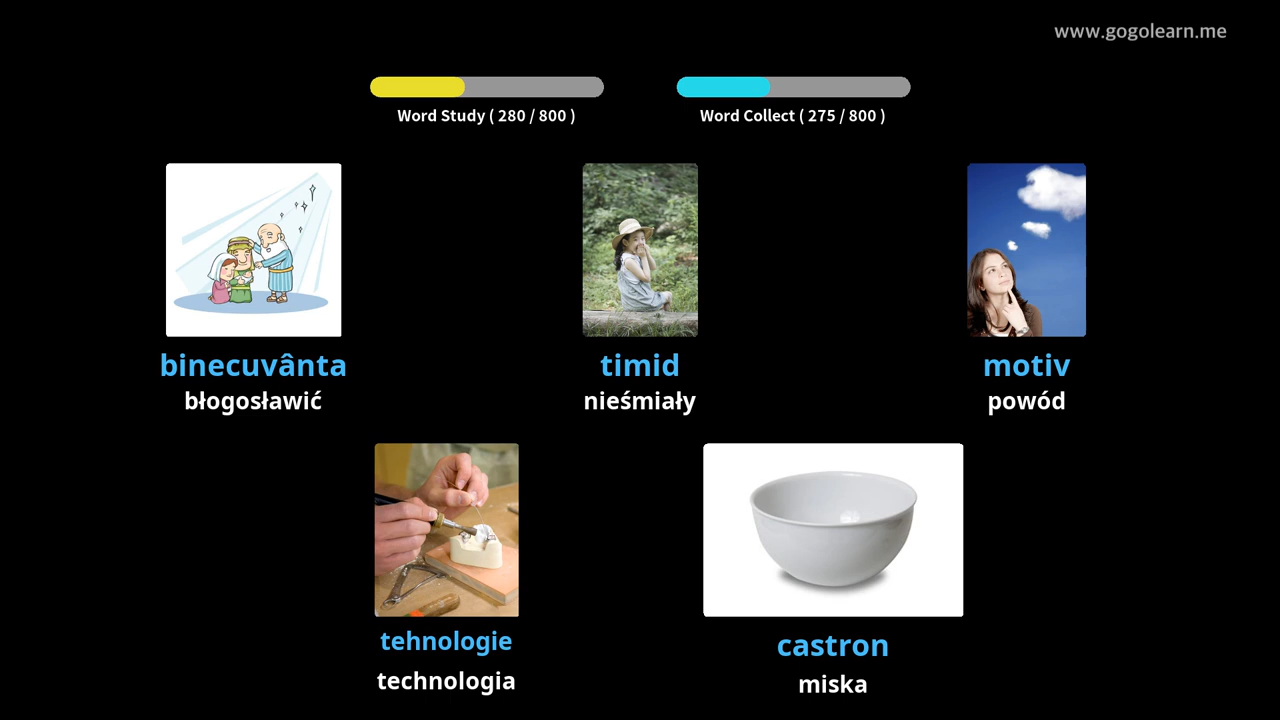 www.gogolearn.me
Word Study ( 280 / 800 )
Word Collect ( 275 / 800 )
binecuvânta
błogosławić
timid
nieśmiały
motiv
powód
tehnologie
technologia
castron
miska